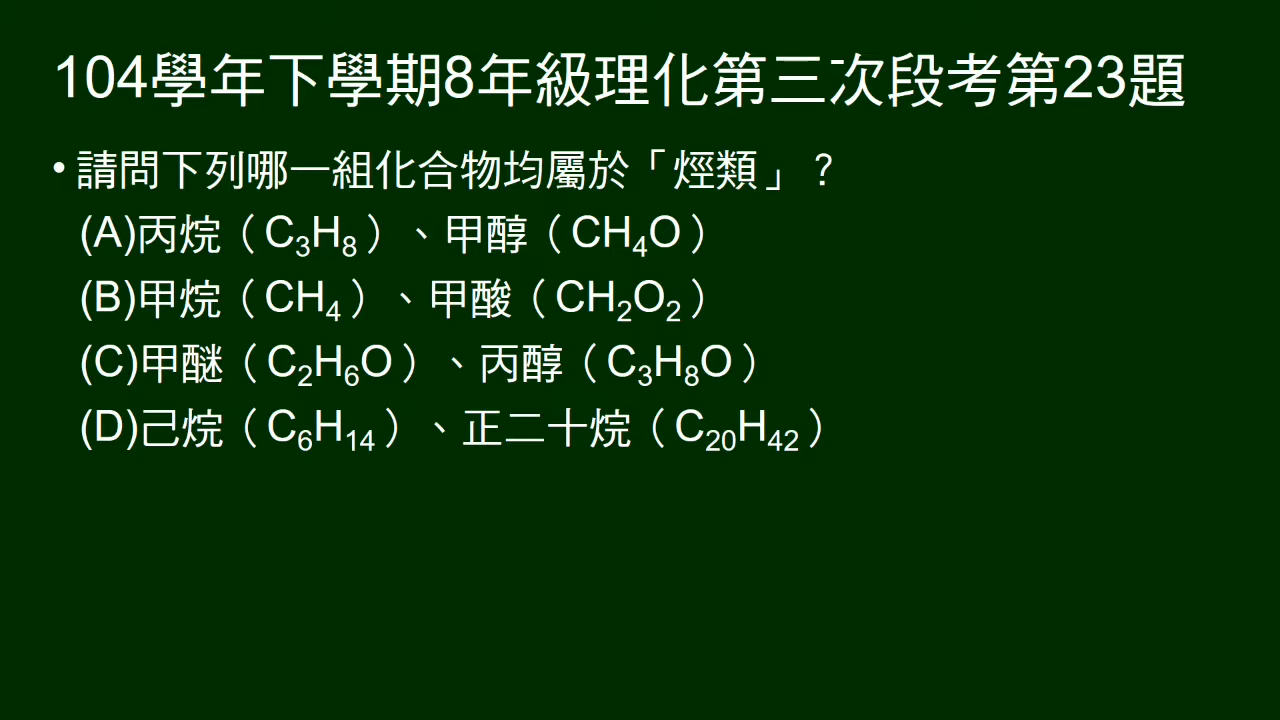 104學年下學期8年級理化第三次段考第23題
•請問下列哪一組化合物均屬於「烴類」？
(A)丙烷（C₃H₈）、甲醇（CH₄O）
(B)甲烷（CH₄）、甲酸（CH₂O₂）
(C)甲醚（C₂H₆O）、丙醇（C₃H₈O）
(D)己烷（C₆H₁₄）、正二十烷（C₂₀H₄₂）